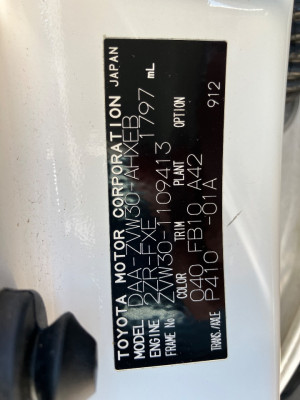 TOYOTA MOTOR CORPORATION JAPAN
MODEL DAA-ZVW30-AHXEB
ENGINE 2ZR-FXE 1797 mL
FRAME No. ZVW30-1109413
COLOR TRIM PLANT OPTION
040 FB10 A42
TRANS/AXLE P410 -01A 912